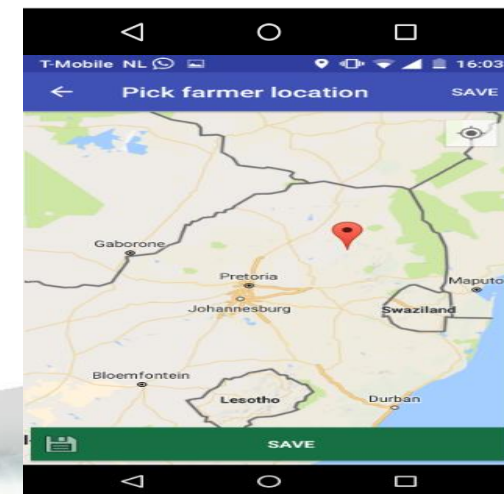 T-Mobile NL 16:03
Pick farmer location SAVE
Gaborone
Pretoria
Johannesburg
Maputo
Swaziland
Bloemfontein
Lesotho
Durban
SAVE